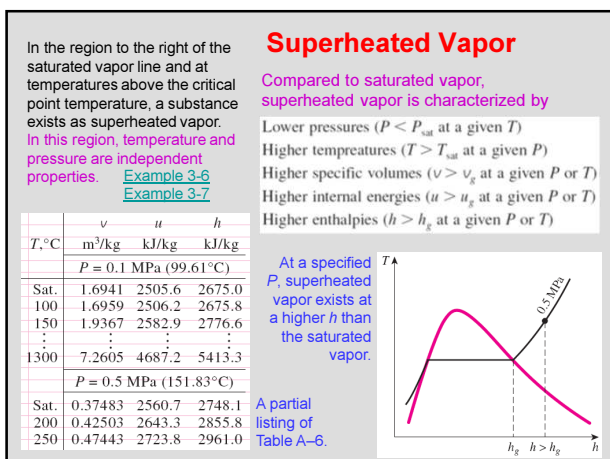 Superheated Vapor
In the region to the right of the
saturated vapor line and at
temperatures above the critical
point temperature, a substance
exists as superheated vapor.
In this region, temperature and
pressure are independent
properties. Example 3-6
Example 3-7
Compared to saturated vapor,
superheated vapor is characterized by
Lower pressures (P < Psat at a given T)
Higher tempreatures (T > Tsat at a given P)
Higher specific volumes (v > vg at a given P or T)
Higher internal energies (u > ug at a given P or T)
Higher enthalpies (h > hg at a given P or T)
v u h
T,°C m³/kg kJ/kg kJ/kg
P = 0.1 MPa (99.61°C)
Sat. 1.6941 2505.6 2675.0
100 1.6959 2506.2 2675.8
150 1.9367 2582.9 2776.6
⋮ ⋮ ⋮ ⋮
1300 7.2605 4687.2 5413.3
P = 0.5 MPa (151.83°C)
Sat. 0.37483 2560.7 2748.1
200 0.42503 2643.3 2855.8
250 0.47443 2723.8 2961.0
A partial
listing of
Table A–6.
At a specified
P, superheated
vapor exists at
a higher h than
the saturated
vapor.
T
0.5 MPa
hg h > hg h